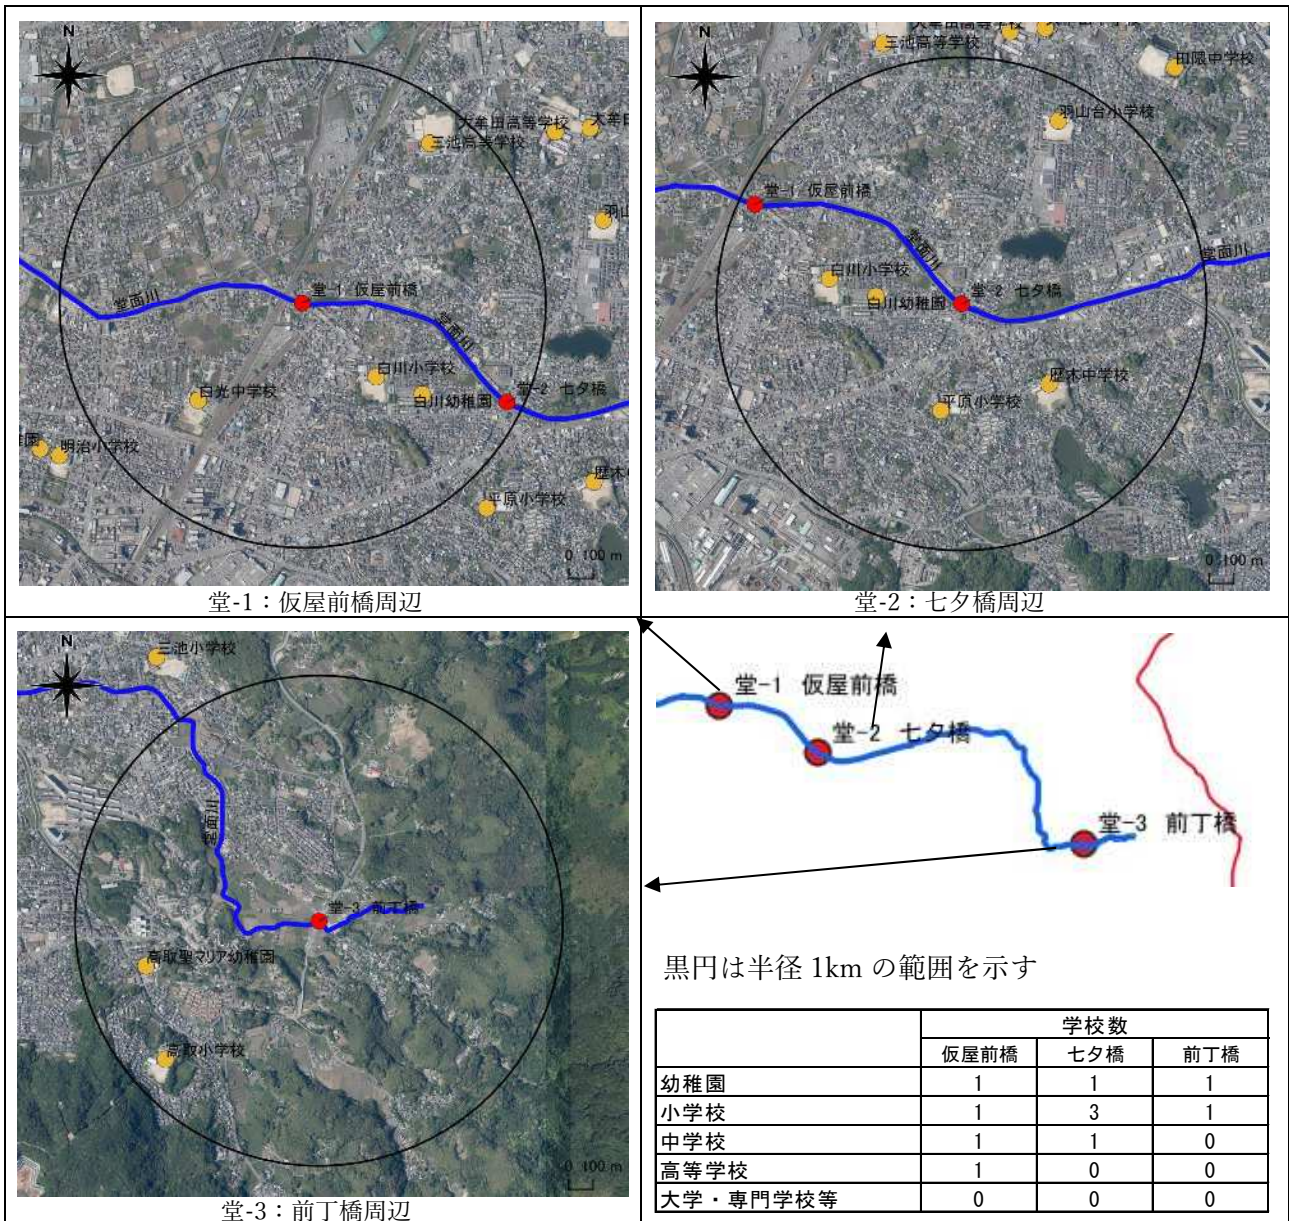 N
大牟田高等学校
三池高等学校
堂-1 仮屋前橋
堂面川
堂面川
白川小学校
白川幼稚園
堂-2 七夕橋
白光中学校
明治小学校
平原小学校
0 100 m
堂-1：仮屋前橋周辺
N
三池高等学校
田隈中学校
羽山台小学校
堂-1 仮屋前橋
堂面川
堂面川
白川小学校
白川幼稚園
堂-2 七夕橋
歴木中学校
平原小学校
0 100 m
堂-2：七夕橋周辺
N
三池小学校
堂面川
堂-3 前丁橋
高取聖マリア幼稚園
高取小学校
0 100 m
堂-3：前丁橋周辺
堂-1 仮屋前橋
堂-2 七夕橋
堂-3 前丁橋
黒円は半径 1km の範囲を示す
学校数
仮屋前橋 七夕橋 前丁橋
幼稚園 1 1 1
小学校 1 3 1
中学校 1 1 0
高等学校 1 0 0
大学・専門学校等 0 0 0